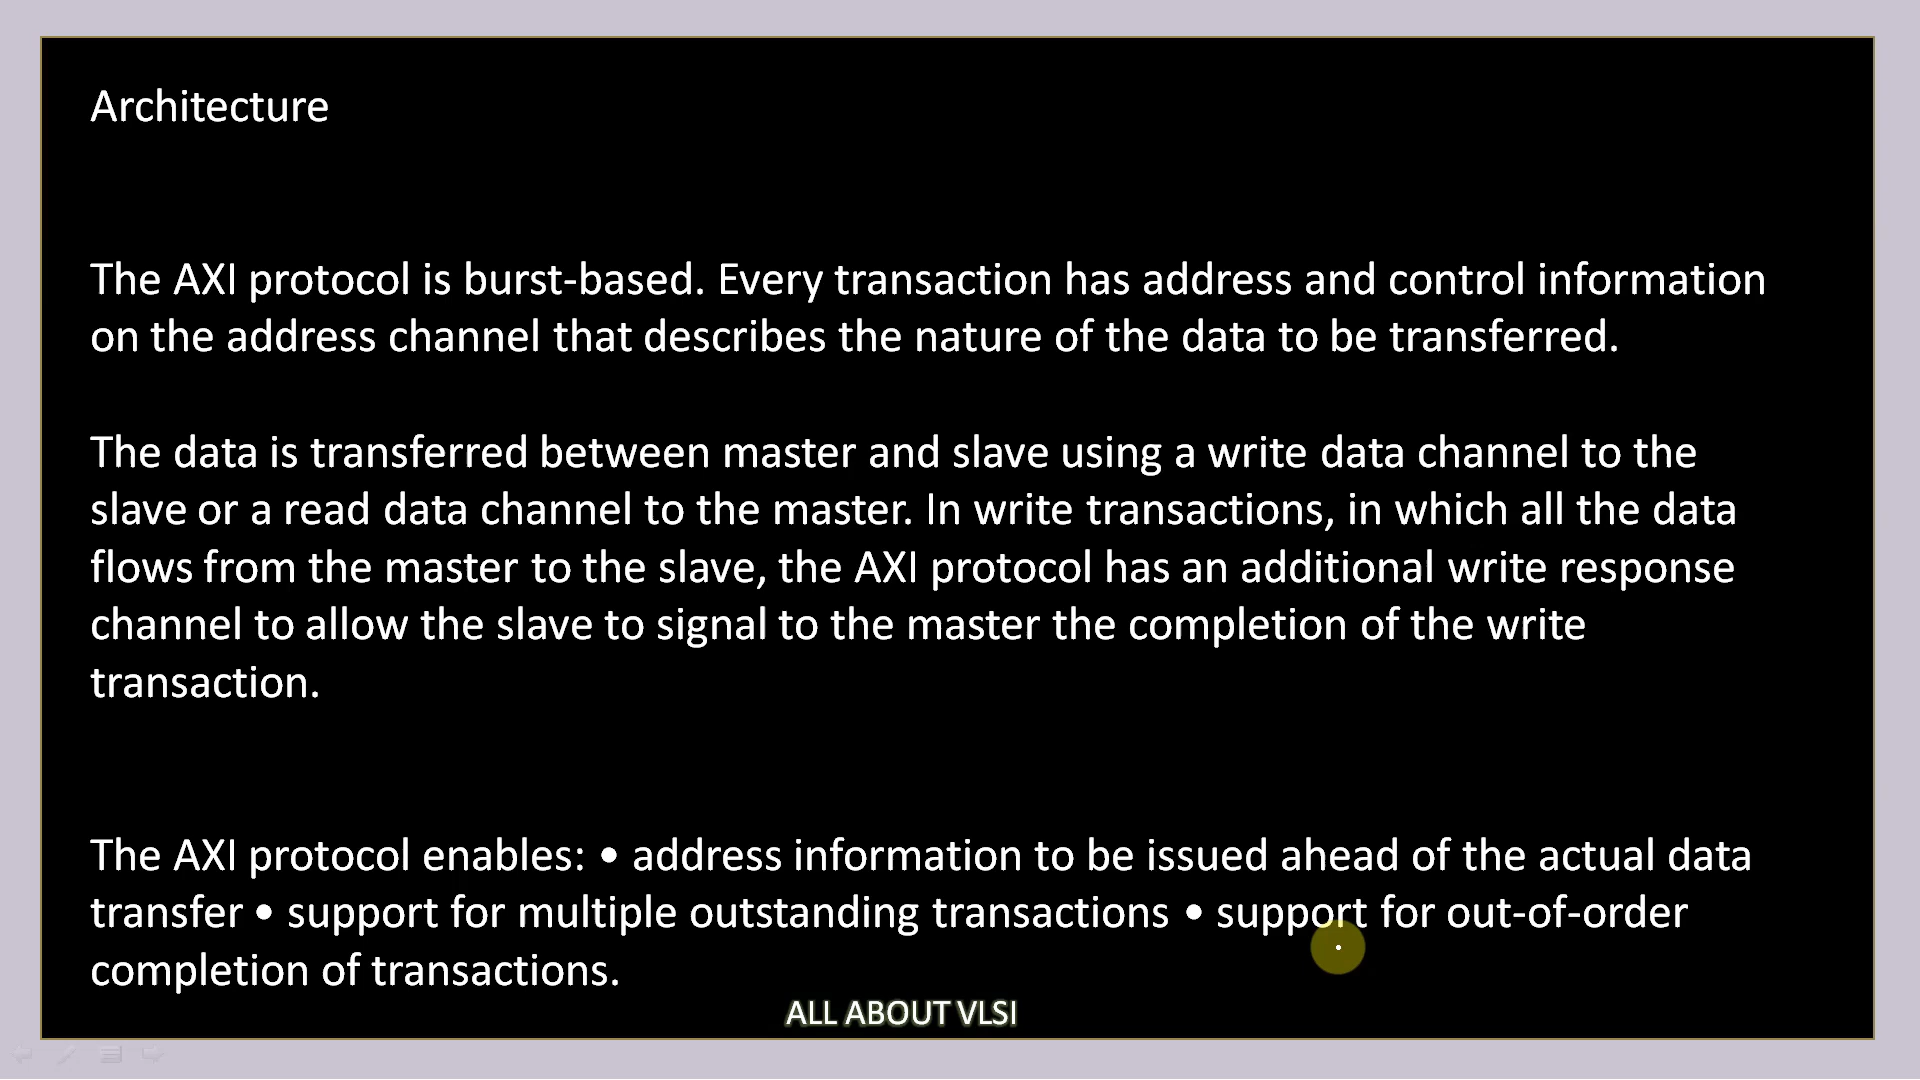 Architecture
The AXI protocol is burst-based. Every transaction has address and control information
on the address channel that describes the nature of the data to be transferred.
The data is transferred between master and slave using a write data channel to the
slave or a read data channel to the master. In write transactions, in which all the data
flows from the master to the slave, the AXI protocol has an additional write response
channel to allow the slave to signal to the master the completion of the write
transaction.
The AXI protocol enables: • address information to be issued ahead of the actual data
transfer • support for multiple outstanding transactions • support for out-of-order
completion of transactions.
ALL ABOUT VLSI